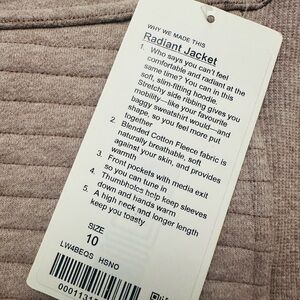 WHY WE MADE THIS
Radiant Jacket
1. Who says you can't feel
comfortable and radiant at the
same time? You can in this
soft, slim-fitting hoodie.
Stretchy side ribbing gives you
mobility—like your favourite
baggy sweatshirt would—and
shape, so you feel more put
together
2. Blended Cotton Fleece fabric is
naturally breathable, soft
against your skin, and provides
warmth
3. Front pockets with media exit
so you can tune in
4. Thumbholes help keep sleeves
down and hands warm
5. A high neck and longer length
keep you toasty
SIZE
10
LW4BEQS HSNO